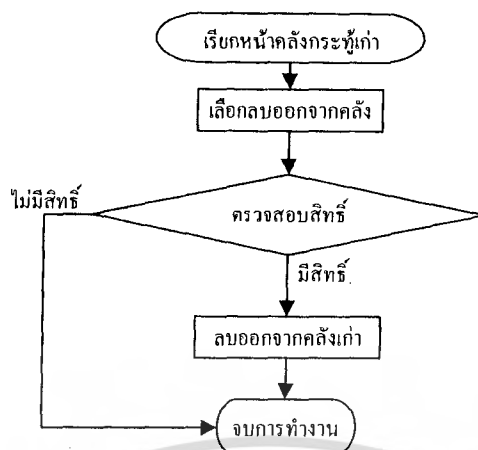 เรียกหน้าคลังกระทู้เก่า
เลือกลบออกจากคลัง
ไม่มีสิทธิ์
ตรวจสอบสิทธิ์
มีสิทธิ์
ลบออกจากคลังเก่า
จบการทำงาน